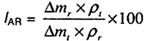 I_AR = (Δm_r × ρ_t) / (Δm_t × ρ_r) × 100